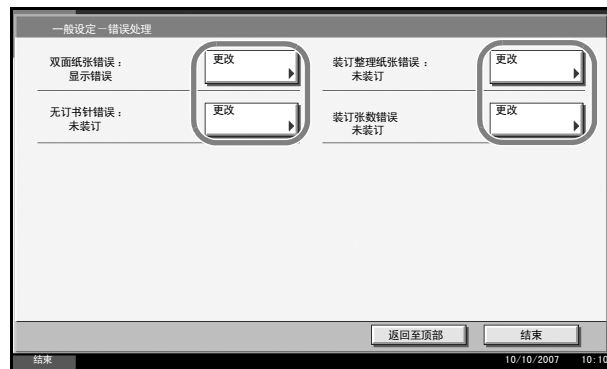 一般设定－错误处理
双面纸张错误：
显示错误
更改
装订整理纸张错误：
未装订
更改
无订书针错误：
未装订
更改
装订张数错误
未装订
更改
返回至顶部
结束
结束
10/10/2007 10:10